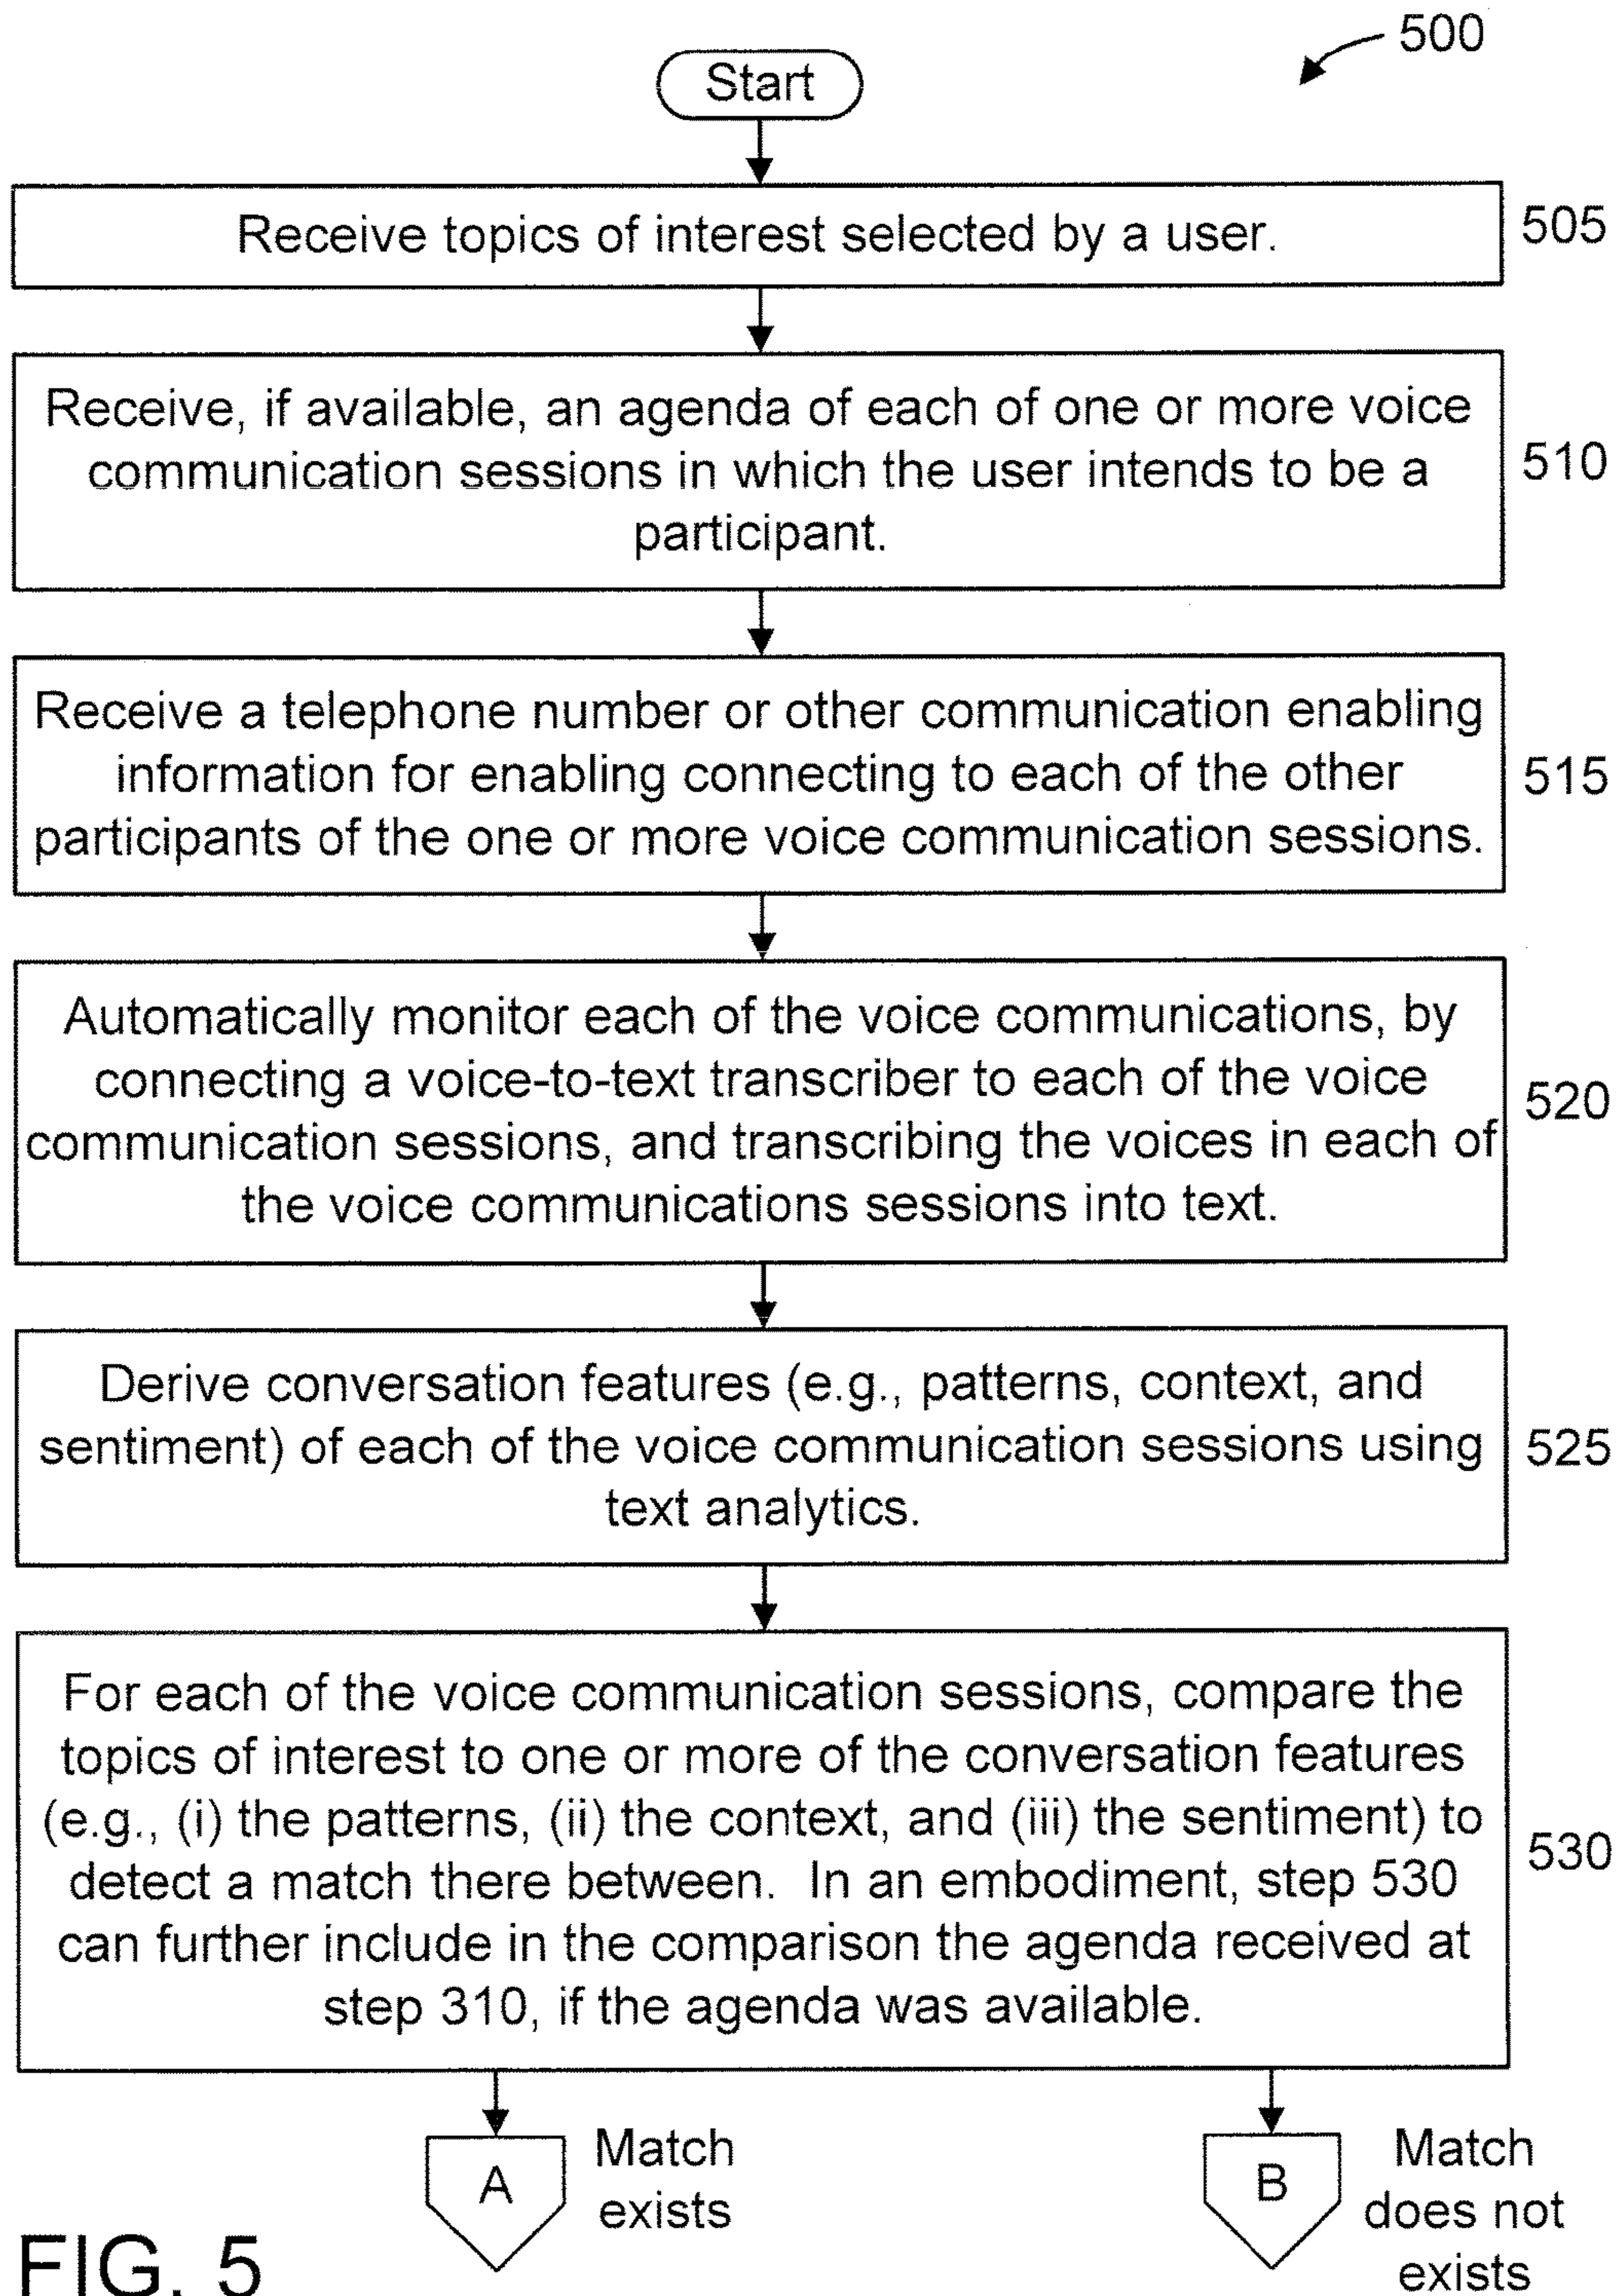 500
Start
Receive topics of interest selected by a user.
505
Receive, if available, an agenda of each of one or more voice
communication sessions in which the user intends to be a
participant.
510
Receive a telephone number or other communication enabling
information for enabling connecting to each of the other
participants of the one or more voice communication sessions.
515
Automatically monitor each of the voice communications, by
connecting a voice-to-text transcriber to each of the voice
communication sessions, and transcribing the voices in each of
the voice communications sessions into text.
520
Derive conversation features (e.g., patterns, context, and
sentiment) of each of the voice communication sessions using
text analytics.
525
For each of the voice communication sessions, compare the
topics of interest to one or more of the conversation features
(e.g., (i) the patterns, (ii) the context, and (iii) the sentiment) to
detect a match there between. In an embodiment, step 530
can further include in the comparison the agenda received at
step 310, if the agenda was available.
530
A
Match
exists
B
Match
does not
exists
FIG. 5